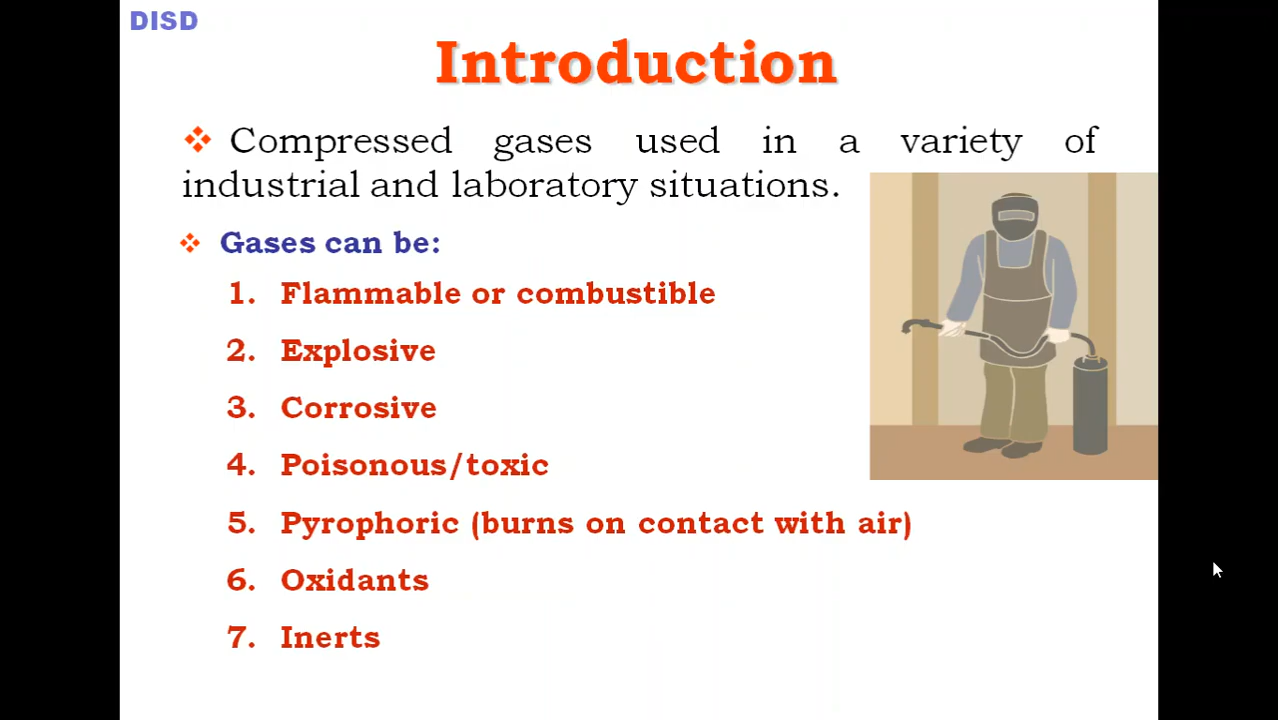 DISD
Introduction
❖ Compressed gases used in a variety of
industrial and laboratory situations.
❖ Gases can be:
1. Flammable or combustible
2. Explosive
3. Corrosive
4. Poisonous/toxic
5. Pyrophoric (burns on contact with air)
6. Oxidants
7. Inerts